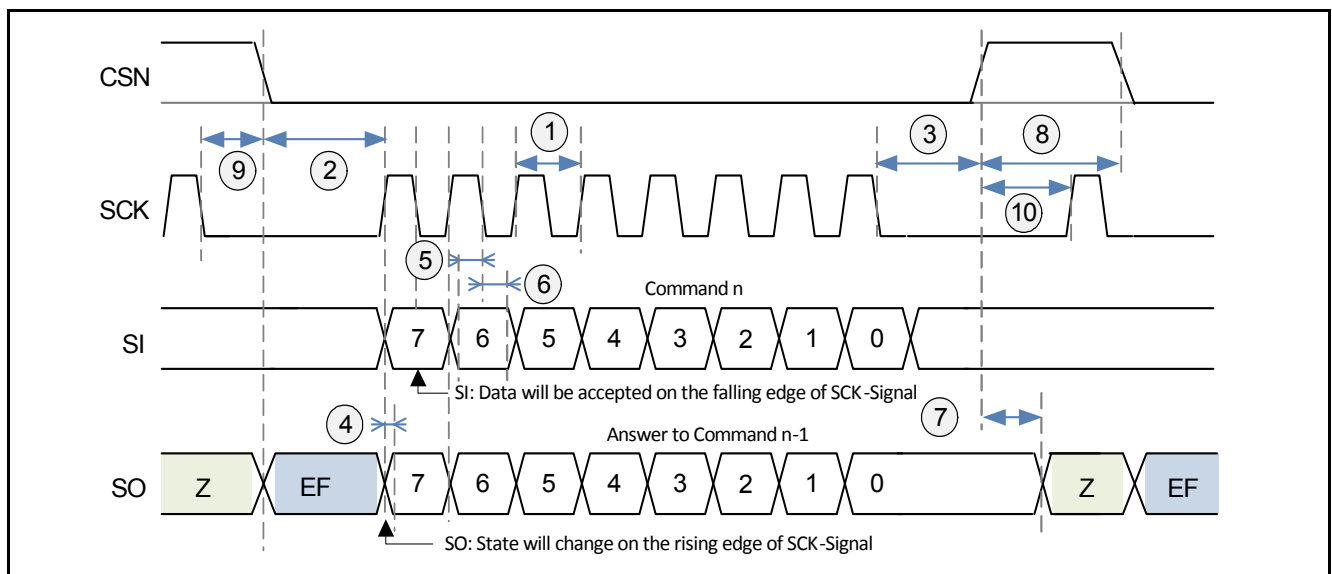 CSN
1
3
8
9
2
SCK
10
5
6
Command n
SI
7 6 5 4 3 2 1 0
SI: Data will be accepted on the falling edge of SCK-Signal
4
7
Answer to Command n-1
SO
Z EF 7 6 5 4 3 2 1 0 Z EF
SO: State will change on the rising edge of SCK-Signal